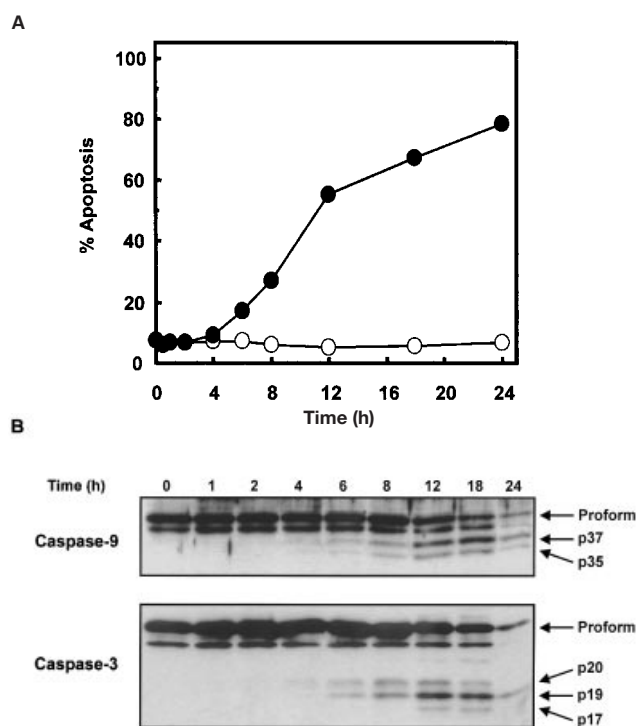 A
100
80
60
40
20
0
% Apoptosis
0 4 8 12 16 20 24
Time (h)
B
Time (h) 0 1 2 4 6 8 12 18 24
Caspase-9
Proform
p37
p35
Caspase-3
Proform
p20
p19
p17